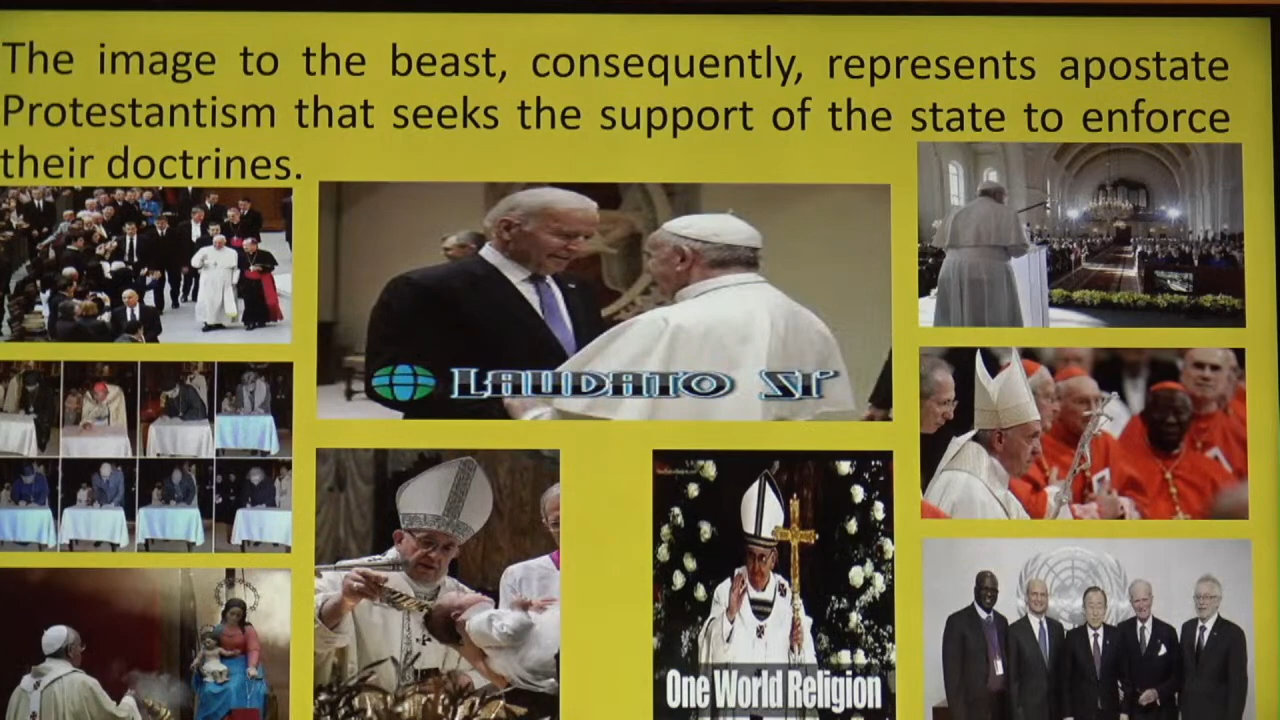 The image to the beast, consequently, represents apostate
Protestantism that seeks the support of the state to enforce
their doctrines.
LAUDATO SI'
One World Religion